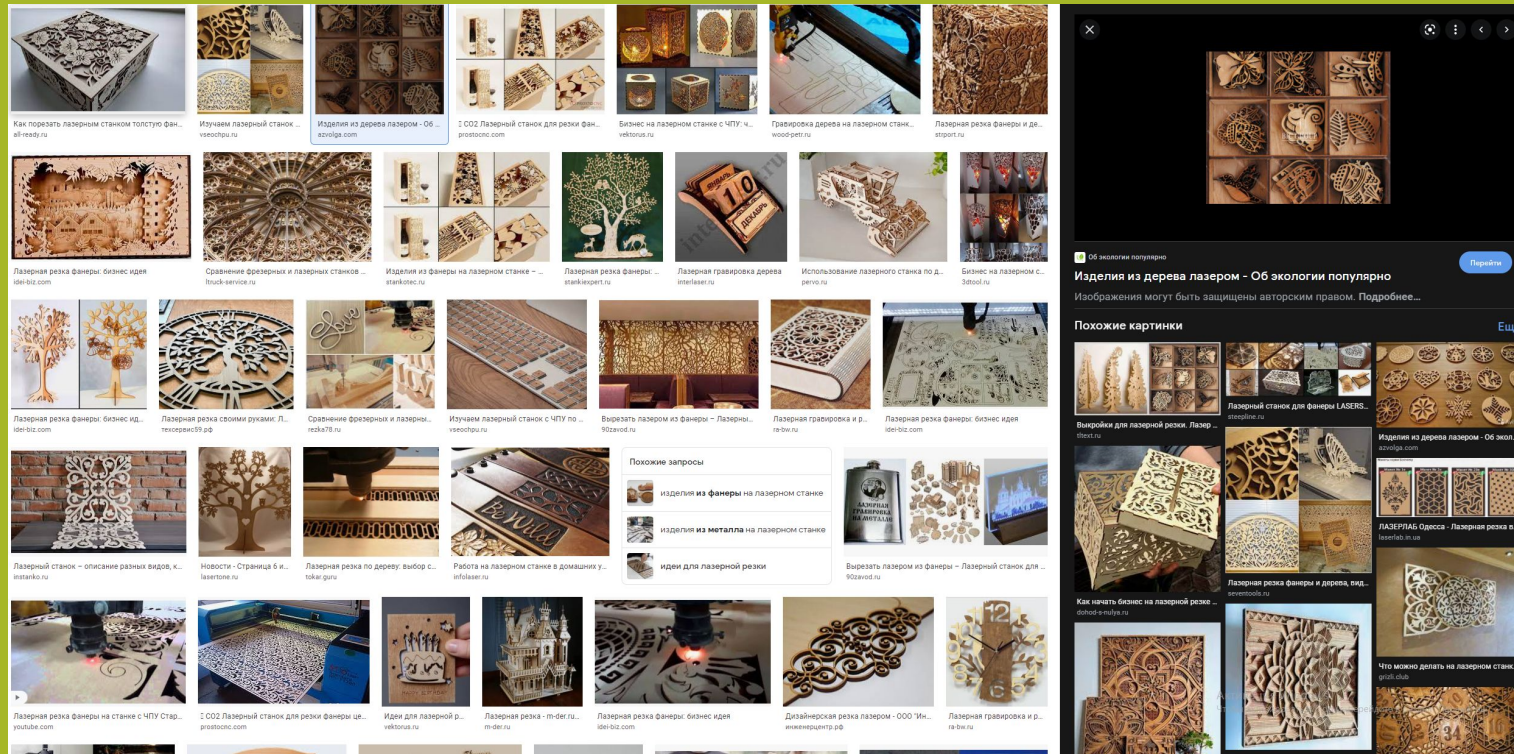 Как порезать лазерным станком толстую фан...
all-ready.ru
Изучаем лазерный станок ...
vseochpu.ru
Изделия из дерева лазером - Об ...
azvolga.com
CO2 Лазерный станок для резки фан...
prostocnc.com
Бизнес на лазерном станке с ЧПУ: ч...
vektorus.ru
Гравировка дерева на лазерном станк...
wood-petr.ru
Лазерная резка фанеры и де...
strport.ru
ЯНВАРЬ
10
ДЕКАБРЬ
Лазерная резка фанеры: бизнес идея
idei-biz.com
Сравнение фрезерных и лазерных станков ...
ltruck-service.ru
Изделия из фанеры на лазерном станке – ...
stankotec.ru
Лазерная резка фанеры: ...
stankiexpert.ru
Лазерная гравировка дерева
interlaser.ru
Использование лазерного станка по д...
pervo.ru
Бизнес на лазерном с...
3dtool.ru
Love
Лазерная резка фанеры: бизнес ид...
idei-biz.com
Лазерная резка своими руками: Л...
техсервис59.рф
Сравнение фрезерных и лазерны...
rezka78.ru
Изучаем лазерный станок с ЧПУ по ...
vseochpu.ru
Вырезать лазером из фанеры – Лазерны...
90zavod.ru
Лазерная гравировка и р...
ra-bw.ru
Лазерная резка фанеры: бизнес идея
idei-biz.com
Be Wild
Похожие запросы
изделия из фанеры на лазерном станке
изделия из металла на лазерном станке
идеи для лазерной резки
ЛАЗЕРНАЯ
ГРАВИРОВКА
НА МЕТАЛЛЕ
Лазерный станок – описание разных видов, к...
instanko.ru
Новости - Страница 6 и...
lasertone.ru
Лазерная резка по дереву: выбор с...
tokar.guru
Работа на лазерном станке в домашних у...
infolaser.ru
Вырезать лазером из фанеры – Лазерный станок для ...
90zavod.ru
HAPPY BIRTHDAY
12
6
Лазерная резка фанеры на станке с ЧПУ Стар...
youtube.com
CO2 Лазерный станок для резки фанеры це...
prostocnc.com
Идеи для лазерной р...
vektorus.ru
Лазерная резка - m-der.ru...
m-der.ru
Лазерная резка фанеры: бизнес идея
idei-biz.com
Дизайнерская резка лазером - ООО "Ин...
инженерцентр.рф
Лазерная гравировка и р...
ra-bw.ru
Об экологии популярно
Изделия из дерева лазером - Об экологии популярно
Перейти
Изображения могут быть защищены авторским правом. Подробнее...
Похожие картинки
Ещ
Выкройки для лазерной резки. Лазер ...
tltext.ru
Лазерный станок для фанеры LASERS...
steepline.ru
Изделия из дерева лазером - Об экол...
azvolga.com
ЛАЗЕРЛАБ Одесса - Лазерная резка в...
laserlab.in.ua
Как начать бизнес на лазерной резке ...
dohod-s-nulya.ru
Лазерная резка фанеры и дерева, вид...
seventools.ru
Что можно делать на лазерном станк
grizli.club